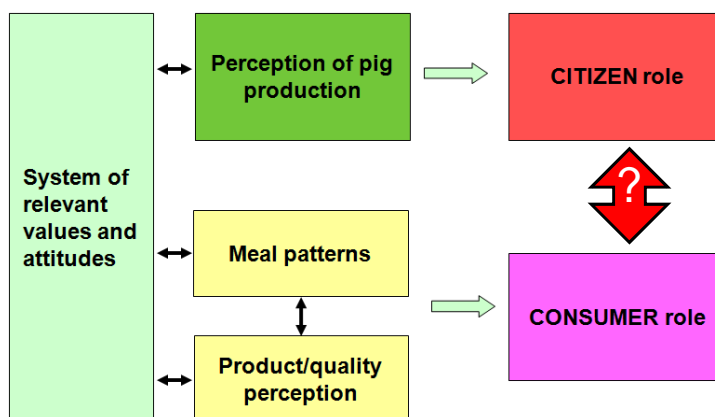 Perception of pig
production
CITIZEN role
System of
relevant
values and
attitudes
?
Meal patterns
CONSUMER role
Product/quality
perception